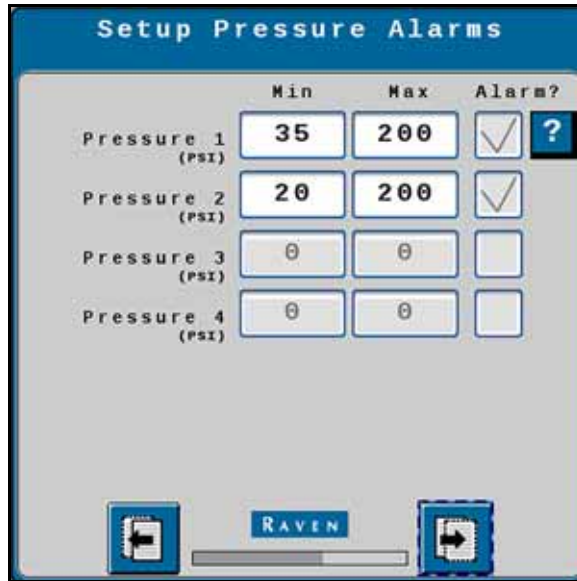 Setup Pressure Alarms
Min Max Alarm?
Pressure 1 35 200 ?
(PSI)
Pressure 2 20 200
(PSI)
Pressure 3 0 0
(PSI)
Pressure 4 0 0
(PSI)
RAVEN